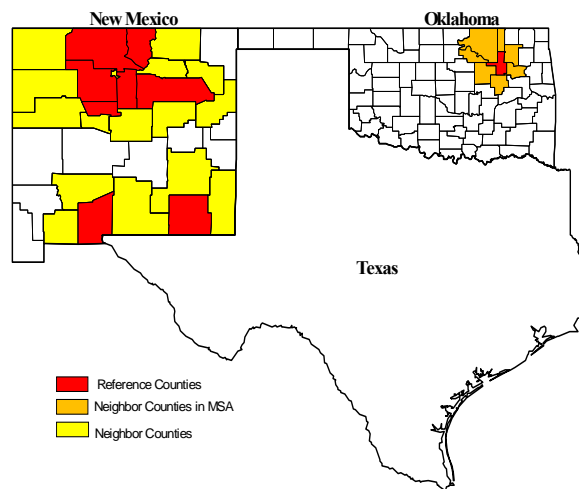 New Mexico
Oklahoma
Texas
Reference Counties
Neighbor Counties in MSA
Neighbor Counties